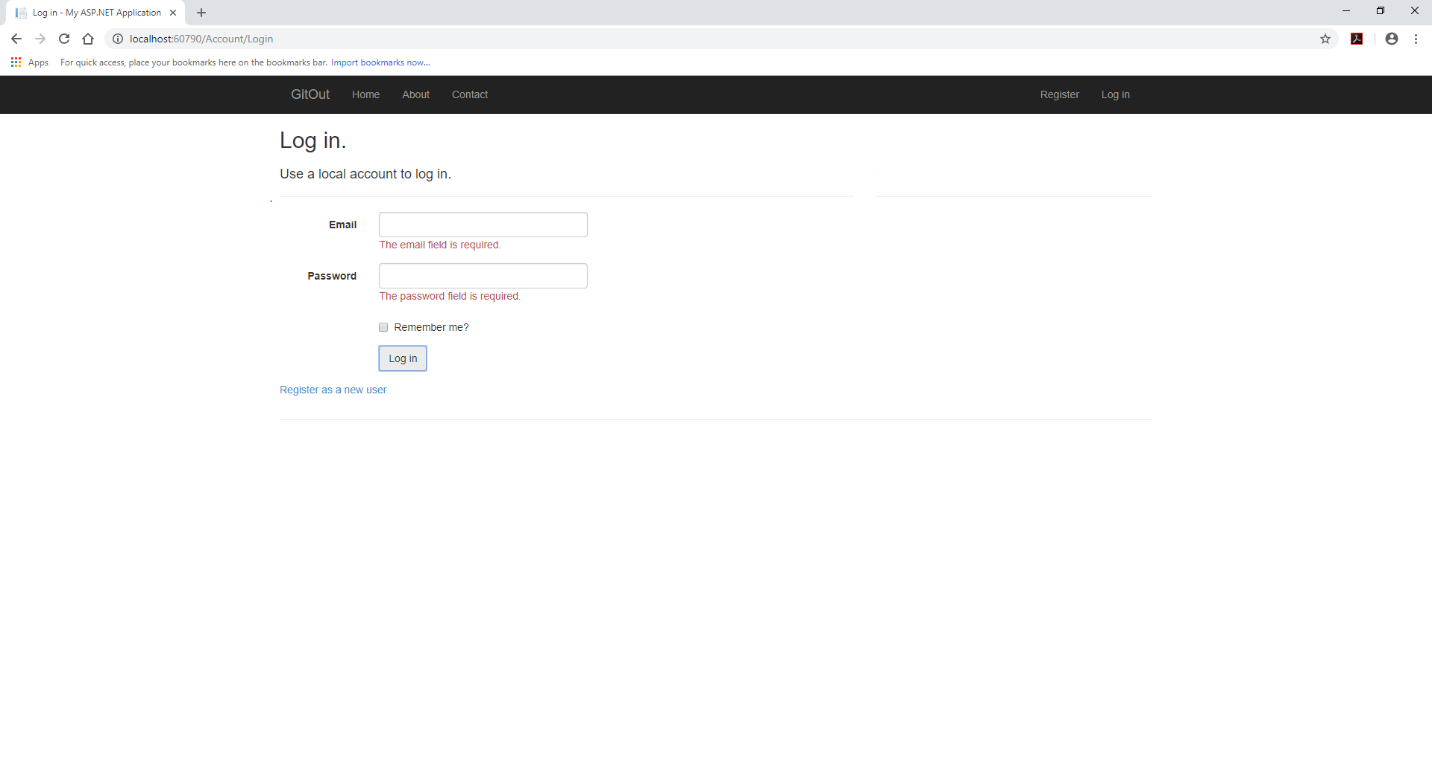 Log in - My ASP.NET Application
localhost:60790/Account/Login
Apps For quick access, place your bookmarks here on the bookmarks bar. Import bookmarks now...
GitOut Home About Contact Register Log in
Log in.
Use a local account to log in.
Email
The email field is required.
Password
The password field is required.
Remember me?
Log in
Register as a new user